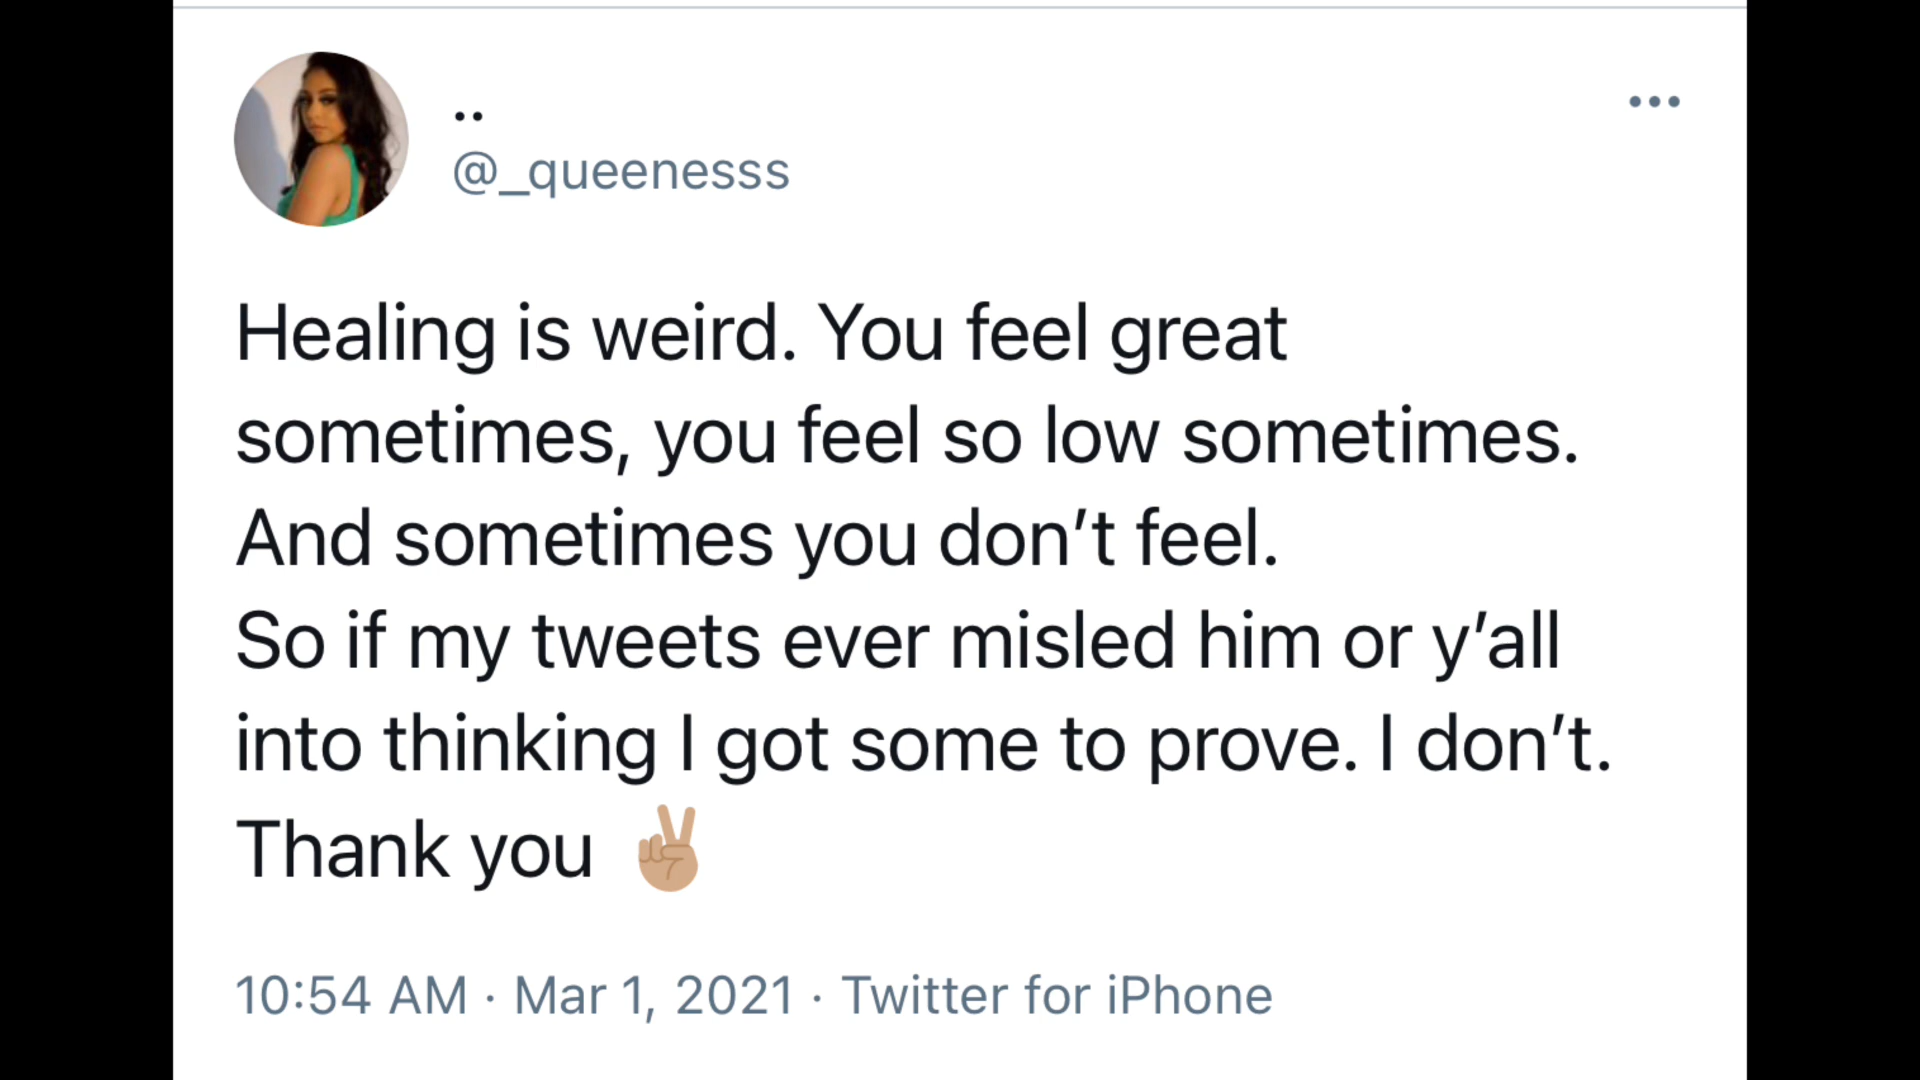 ..
@_queenesss
Healing is weird. You feel great
sometimes, you feel so low sometimes.
And sometimes you don’t feel.
So if my tweets ever misled him or y’all
into thinking I got some to prove. I don’t.
Thank you ✌🏽
10:54 AM · Mar 1, 2021 · Twitter for iPhone